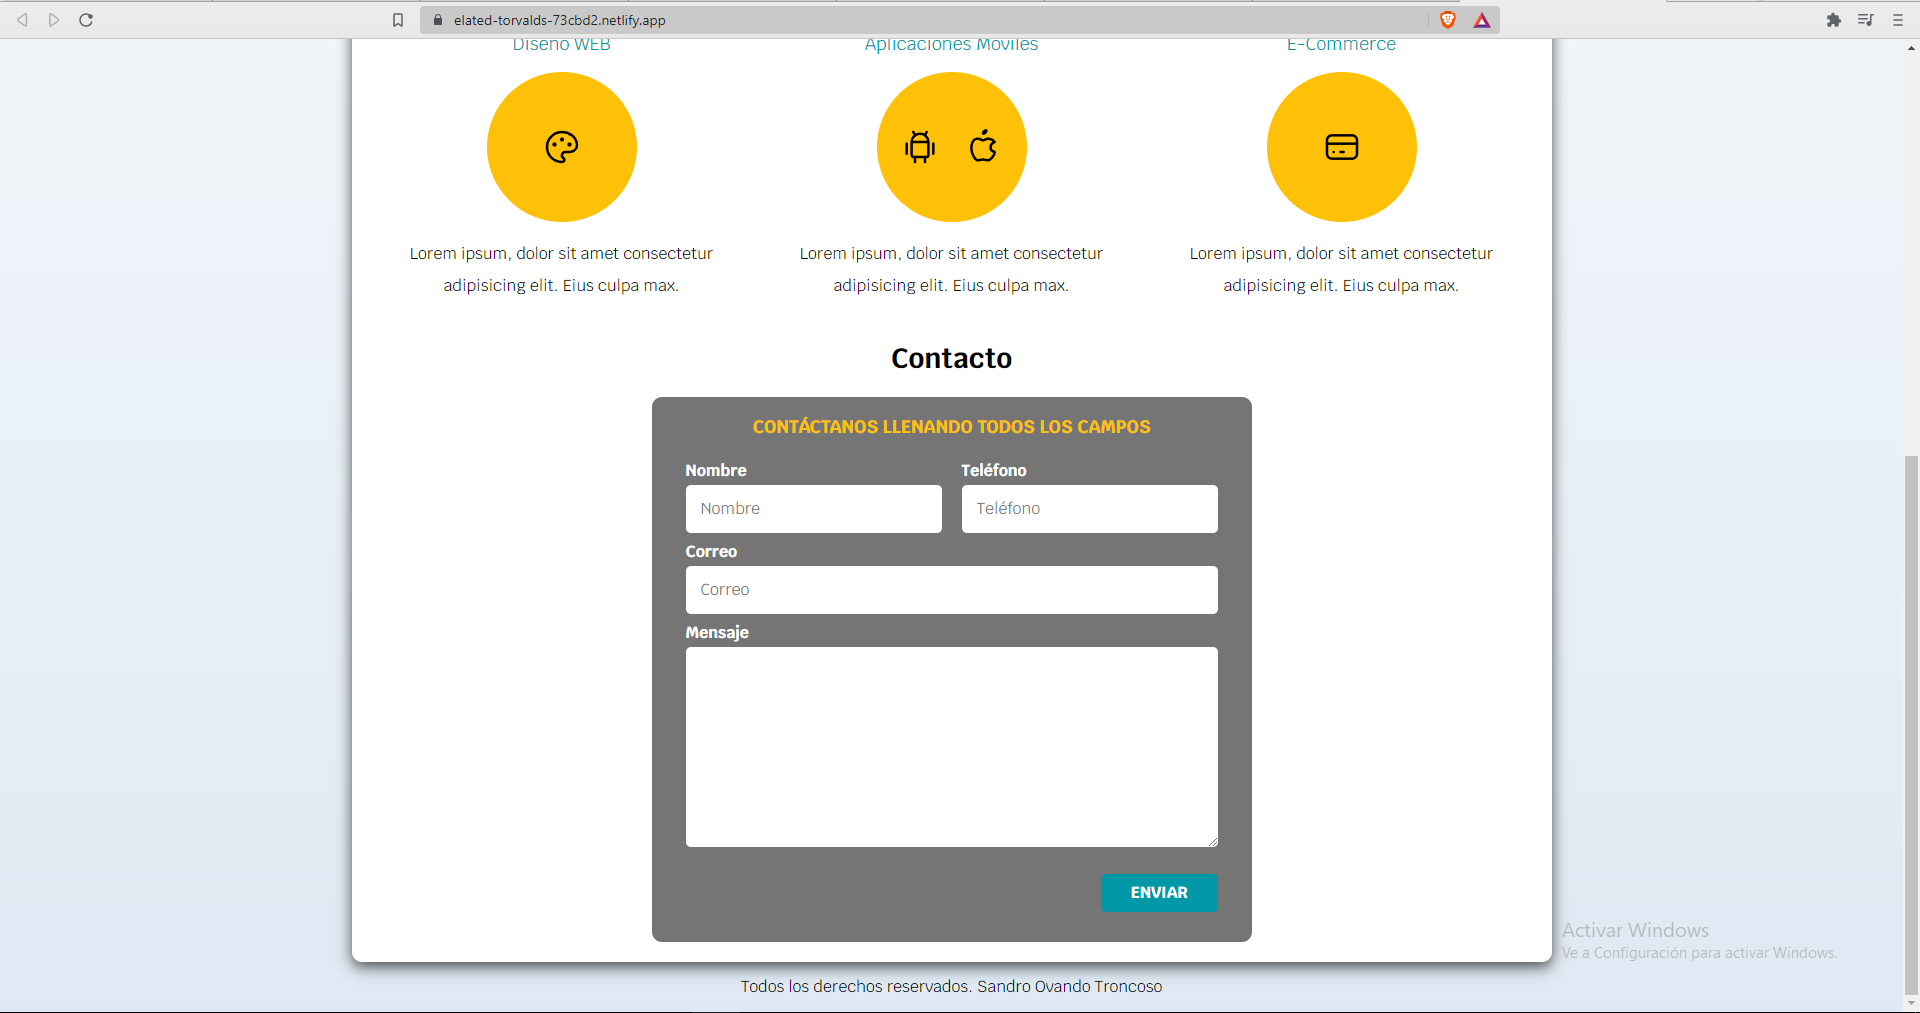 elated-torvalds-73cbd2.netlify.app
Diseño WEB
Aplicaciones Móviles
E-Commerce
Lorem ipsum, dolor sit amet consectetur
adipisicing elit. Eius culpa max.
Lorem ipsum, dolor sit amet consectetur
adipisicing elit. Eius culpa max.
Lorem ipsum, dolor sit amet consectetur
adipisicing elit. Eius culpa max.
Contacto
CONTÁCTANOS LLENANDO TODOS LOS CAMPOS
Nombre
Teléfono
Nombre
Teléfono
Correo
Correo
Mensaje
ENVIAR
Activar Windows
Ve a Configuración para activar Windows.
Todos los derechos reservados. Sandro Ovando Troncoso